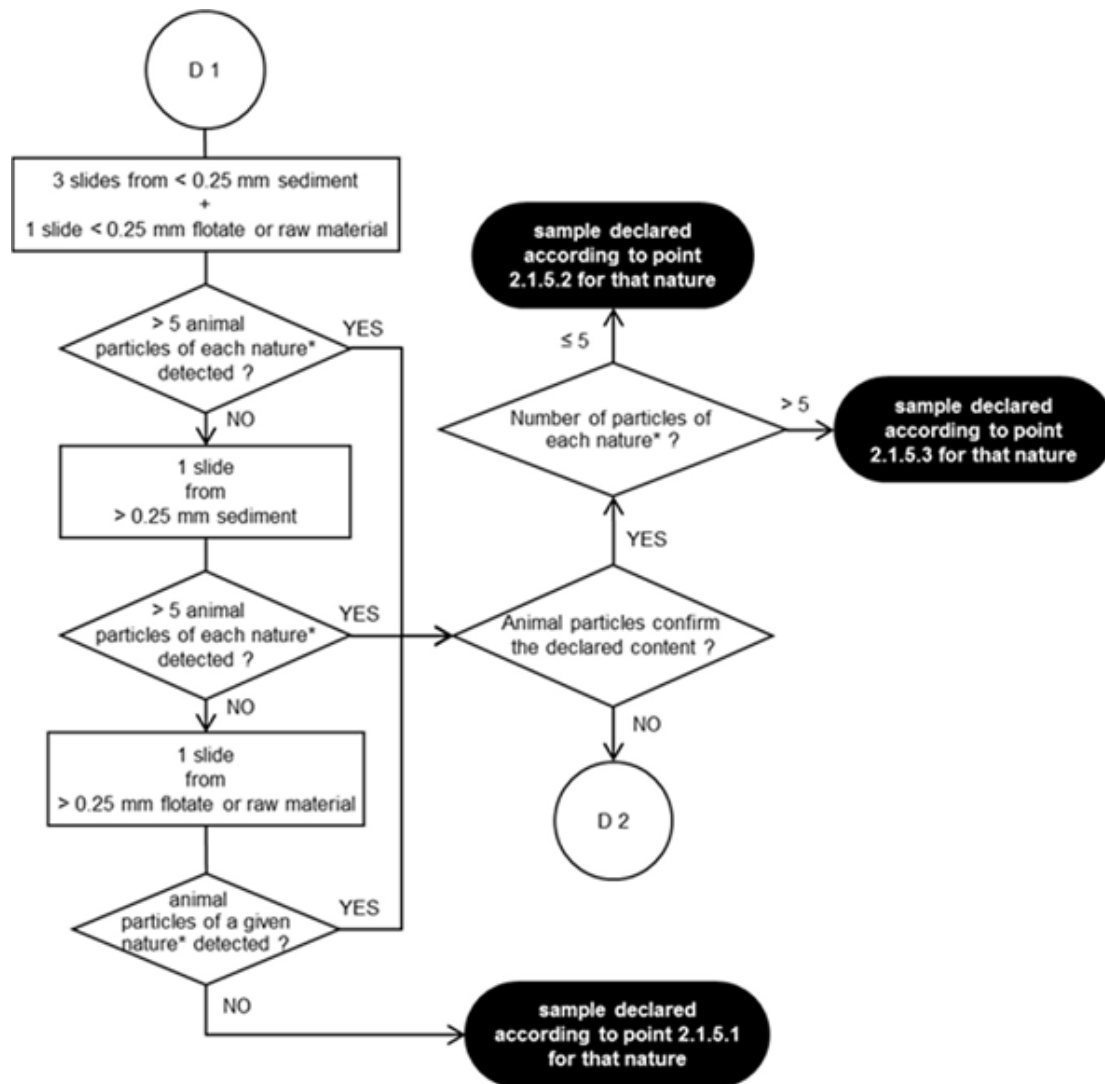 D 1
3 slides from < 0.25 mm sediment
+
1 slide < 0.25 mm flotate or raw material
> 5 animal
particles of each nature*
detected ?
YES
NO
1 slide
from
> 0.25 mm sediment
> 5 animal
particles of each nature*
detected ?
YES
NO
1 slide
from
> 0.25 mm flotate or raw material
animal
particles of a given
nature* detected ?
YES
NO
sample declared
according to point 2.1.5.1
for that nature
sample declared
according to point
2.1.5.2 for that nature
≤ 5
Number of particles of
each nature* ?
> 5
sample declared
according to point
2.1.5.3 for that nature
YES
Animal particles confirm
the declared content ?
NO
D 2